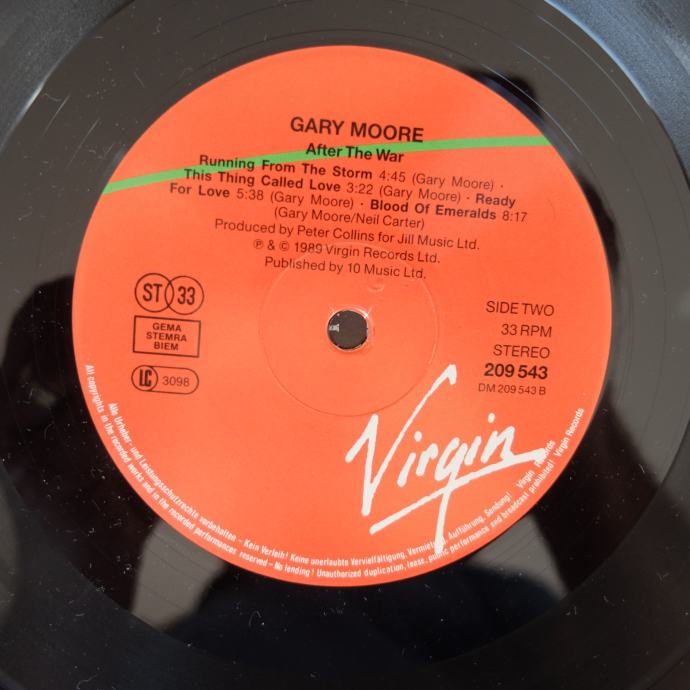 GARY MOORE
After The War
Running From The Storm 4:45 (Gary Moore) ·
This Thing Called Love 3:22 (Gary Moore) · Ready
For Love 5:38 (Gary Moore) · Blood Of Emeralds 8:17
(Gary Moore/Neil Carter)
Produced by Peter Collins for Jill Music Ltd.
℗ & © 1989 Virgin Records Ltd.
Published by 10 Music Ltd.
ST 33
GEMA
STEMRA
BIEM
LC 3098
SIDE TWO
33 RPM
STEREO
209 543
DM 209 543 B
Virgin
Alle Urheber- und Leistungsschutzrechte vorbehalten – Kein Verleih! Keine unerlaubte Vervielfältigung, Vermietung, Aufführung, Sendung! Virgin Records
All copyrights in the recorded works and in the recorded performances reserved – No lending! Unauthorized duplication, lease, public performance and broadcast prohibited! Virgin Records